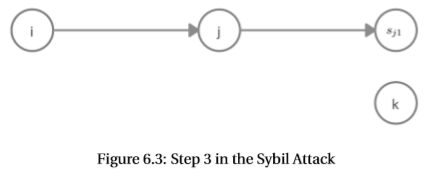 i j s_{j1}
k
Figure 6.3: Step 3 in the Sybil Attack